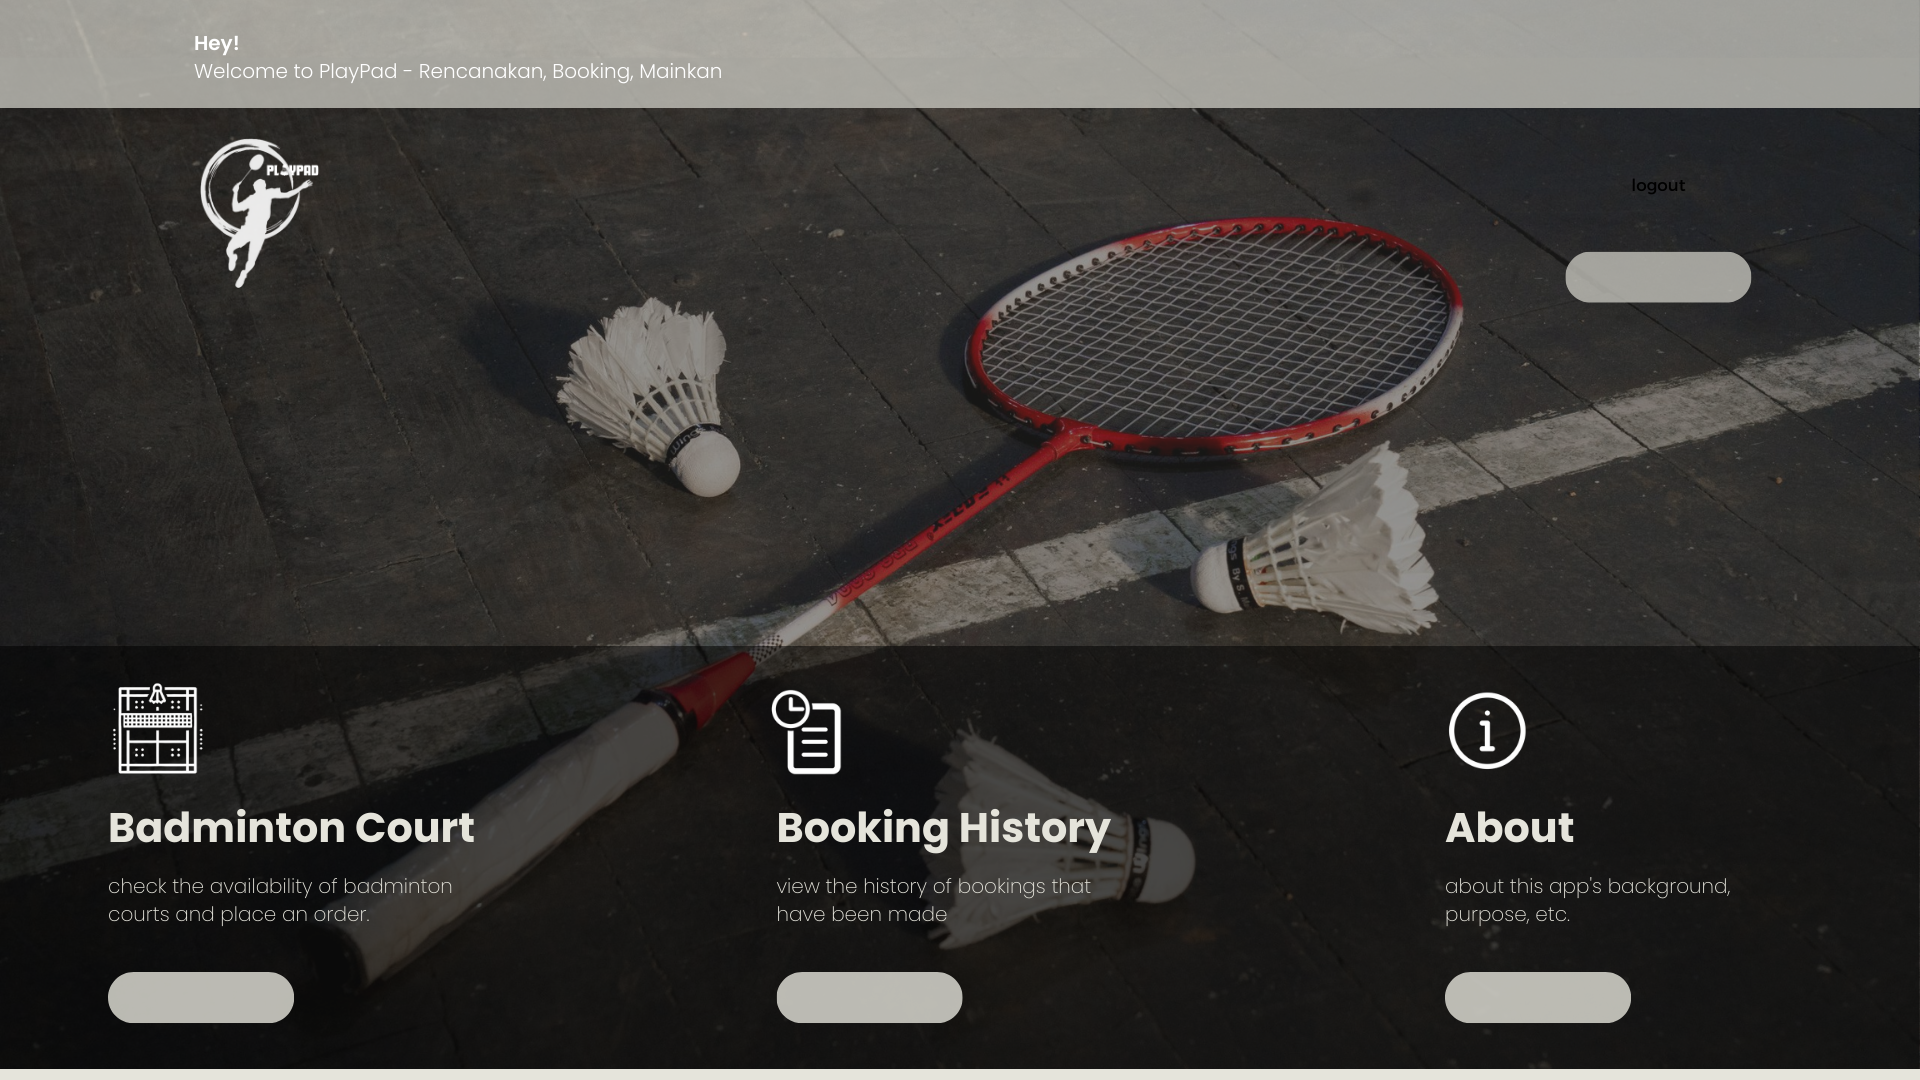 Hey!
Welcome to PlayPad - Rencanakan, Booking, Mainkan
PLAYPAD
logout
By S
Badminton Court
check the availability of badminton
courts and place an order.
Booking History
view the history of bookings that
have been made
About
about this app's background,
purpose, etc.